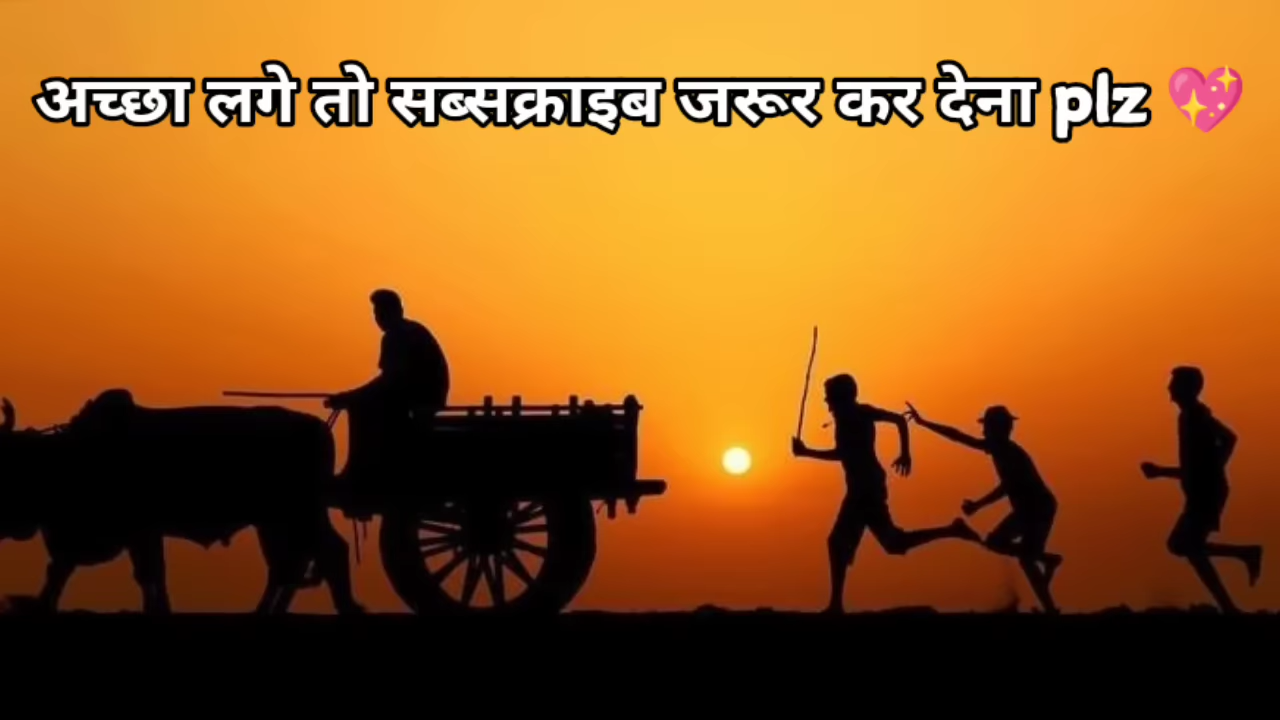 अच्छा लगे तो सब्सक्राइब जरूर कर देना plz 💖